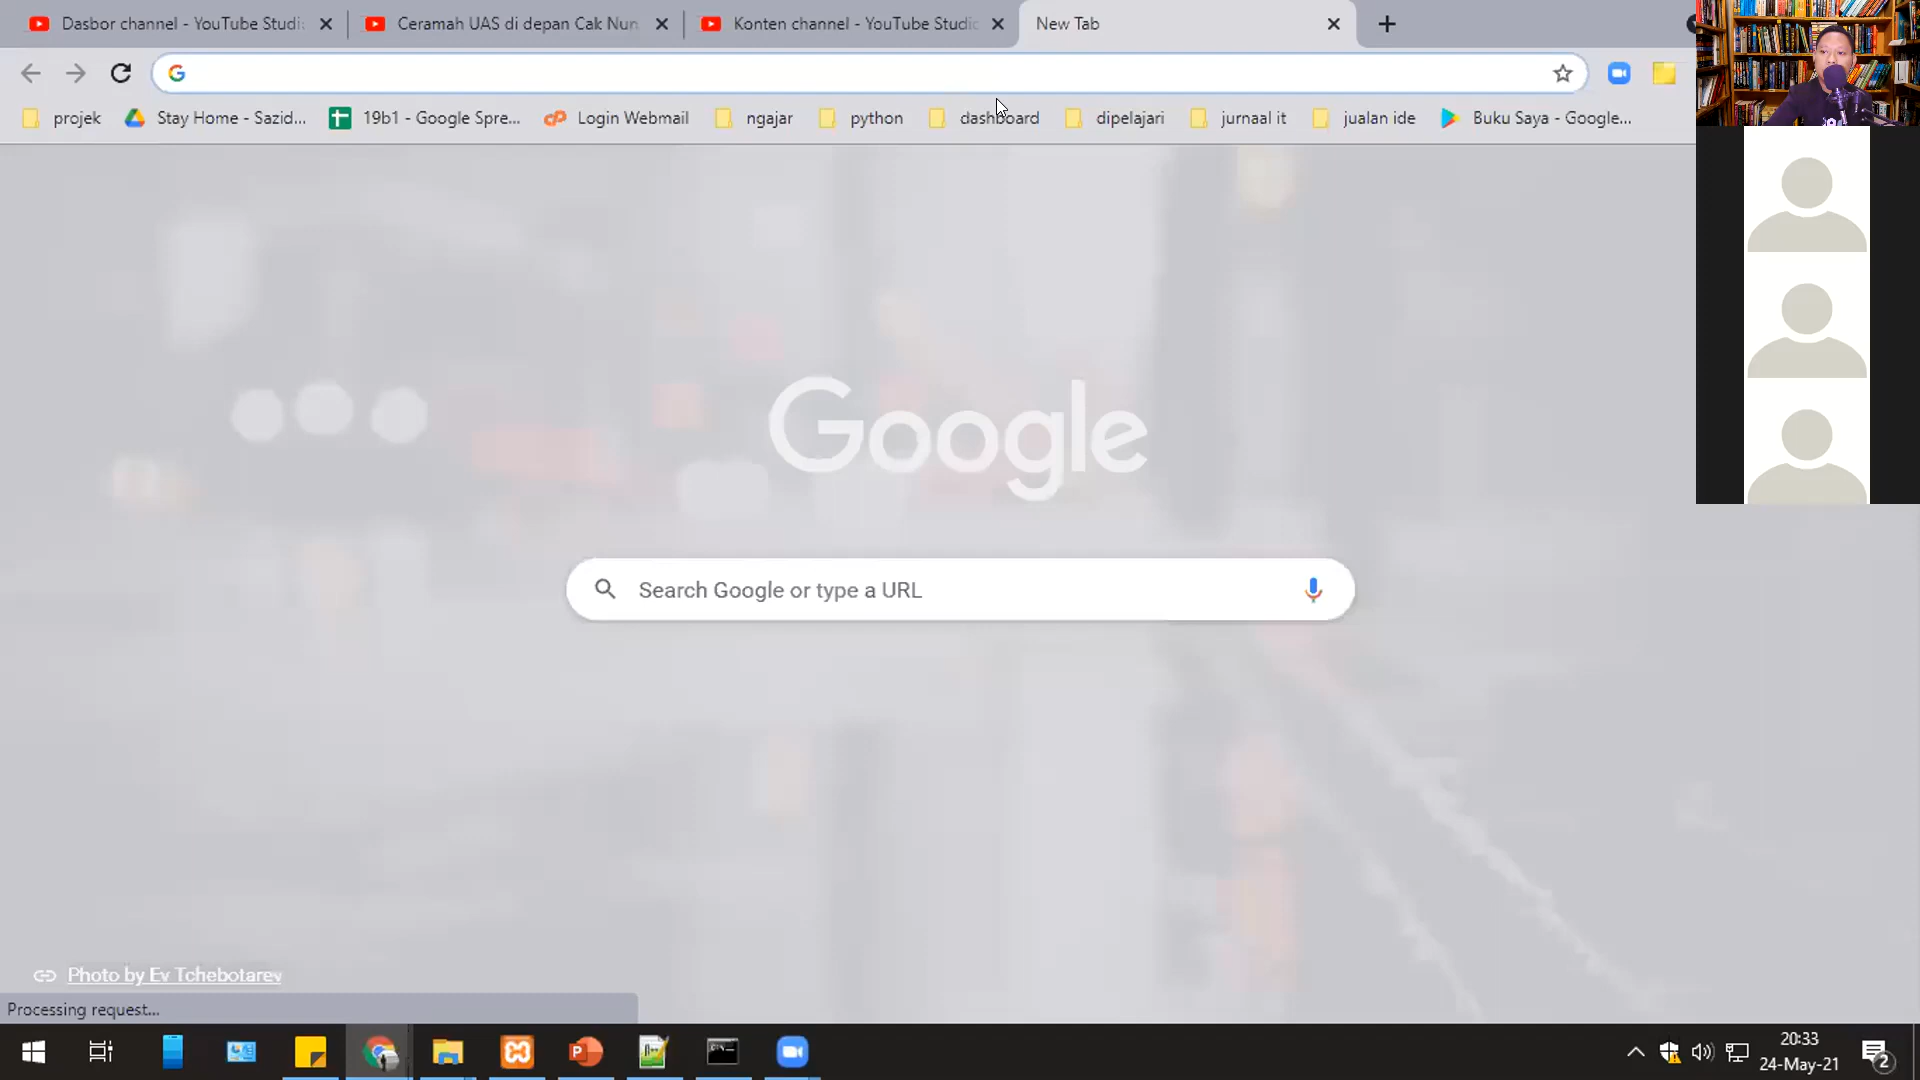 Dasbor channel - YouTube Studi
Ceramah UAS di depan Cak Nun
Konten channel - YouTube Studio
New Tab
projek
Stay Home - Sazid...
19b1 - Google Spre...
Login Webmail
ngajar
python
dashboard
dipelajari
jurnaal it
jualan ide
Buku Saya - Google...
Google
Search Google or type a URL
Photo by Ev Tchebotarev
Processing request...
20:33
24-May-21
2